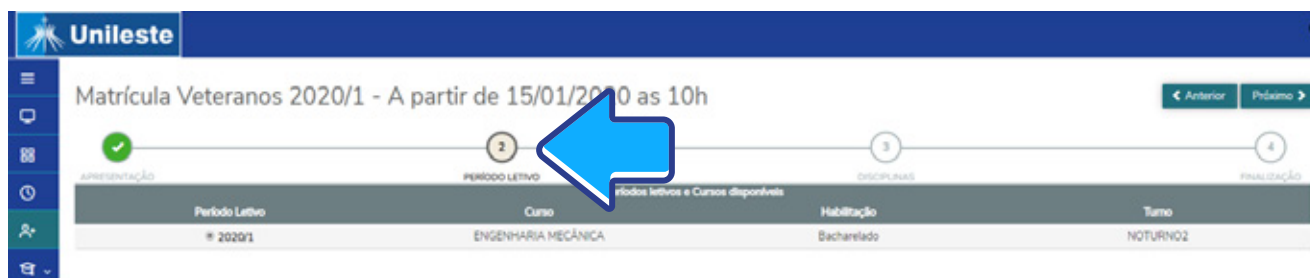 Unileste
Matrícula Veteranos 2020/1 - A partir de 15/01/2020 as 10h
Anterior Próximo
2 3 4
APRESENTAÇÃO PERÍODO LETIVO DISCIPLINAS FINALIZAÇÃO
ríodos letivos e Cursos disponíveis
Período Letivo Curso Habilitação Turno
2020/1 ENGENHARIA MECÂNICA Bacharelado NOTURNO2